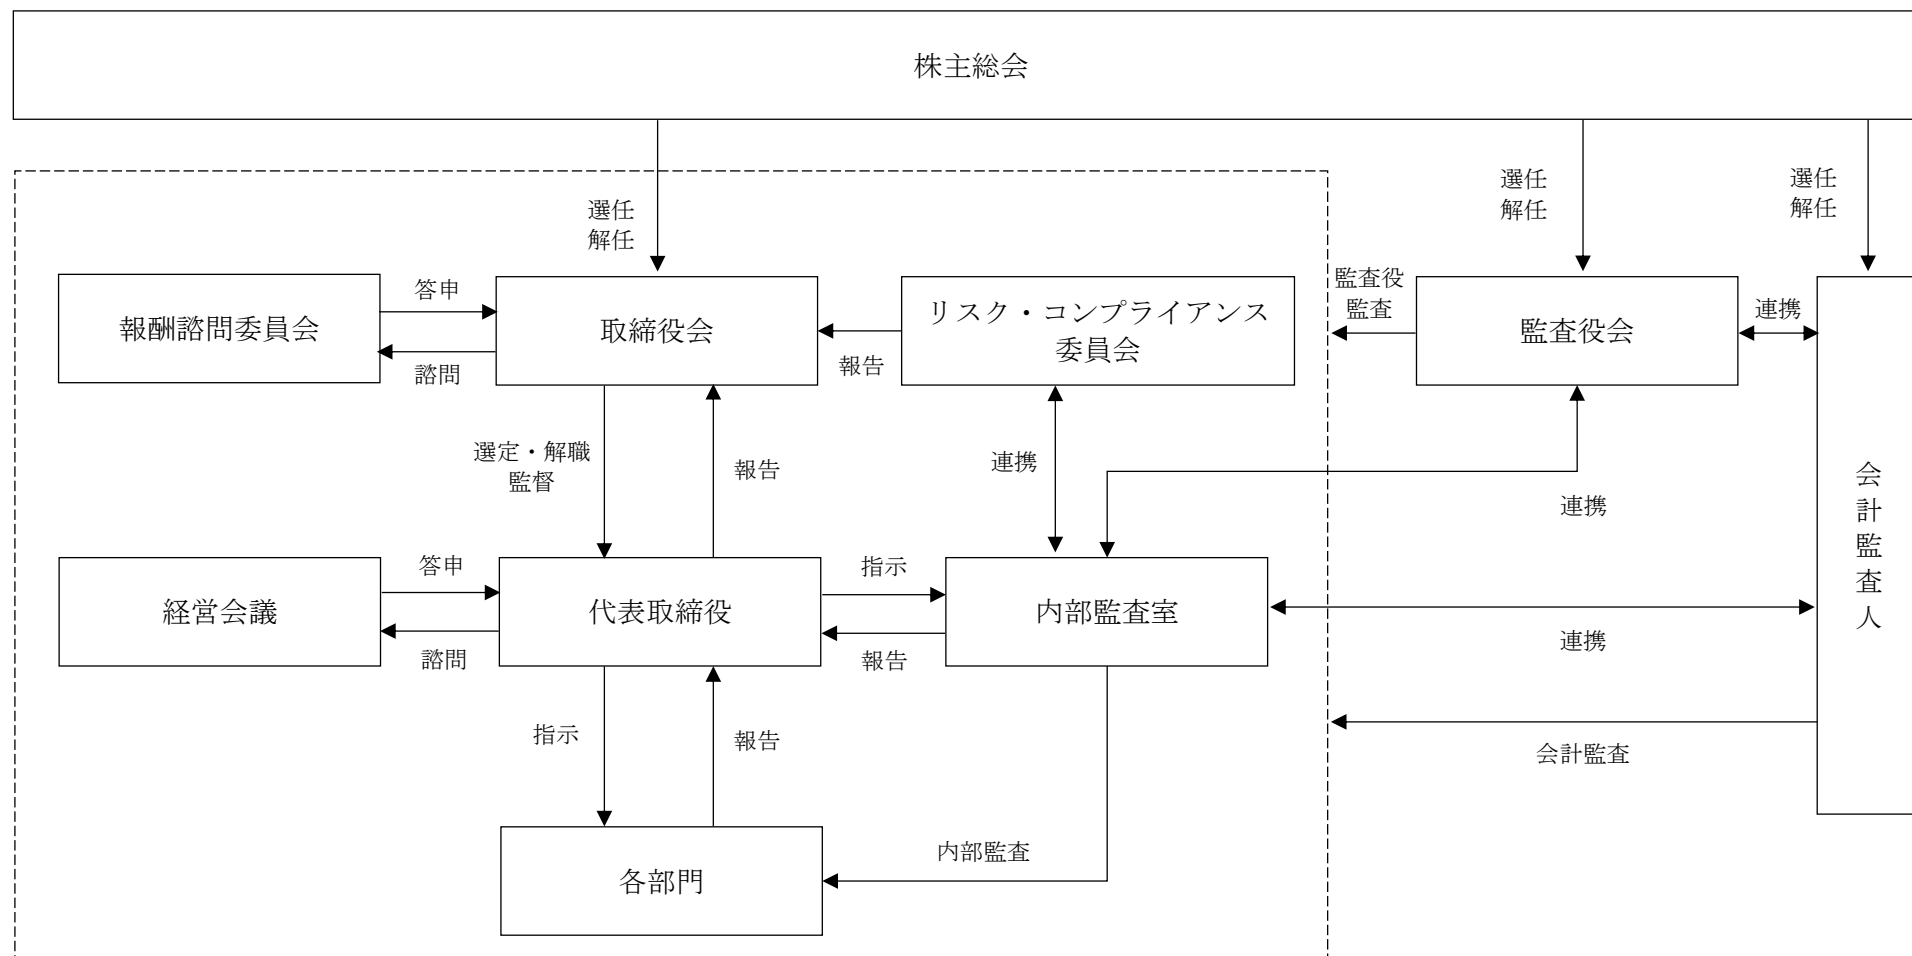 株主総会
選任
解任
選任
解任
選任
解任
報酬諮問委員会
答申
諮問
取締役会
報告
リスク・コンプライアンス
委員会
監査役
監査
監査役会
連携
選定・解職
監督
報告
連携
連携
会計監査人
経営会議
答申
諮問
代表取締役
指示
報告
内部監査室
連携
指示
報告
会計監査
各部門
内部監査